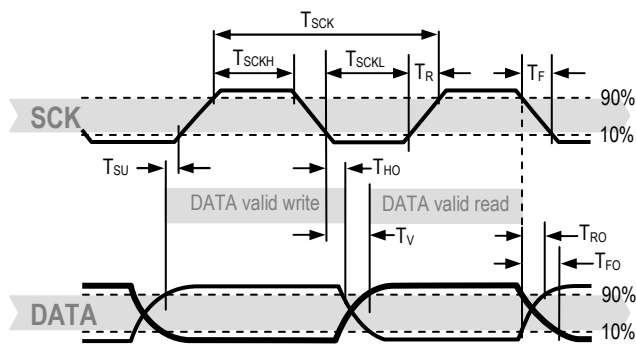 TSCK
TSCKH TSCKL TR TF
90%
SCK
10%
TSU THO
DATA valid write DATA valid read
TV TRO
TFO
90%
DATA
10%